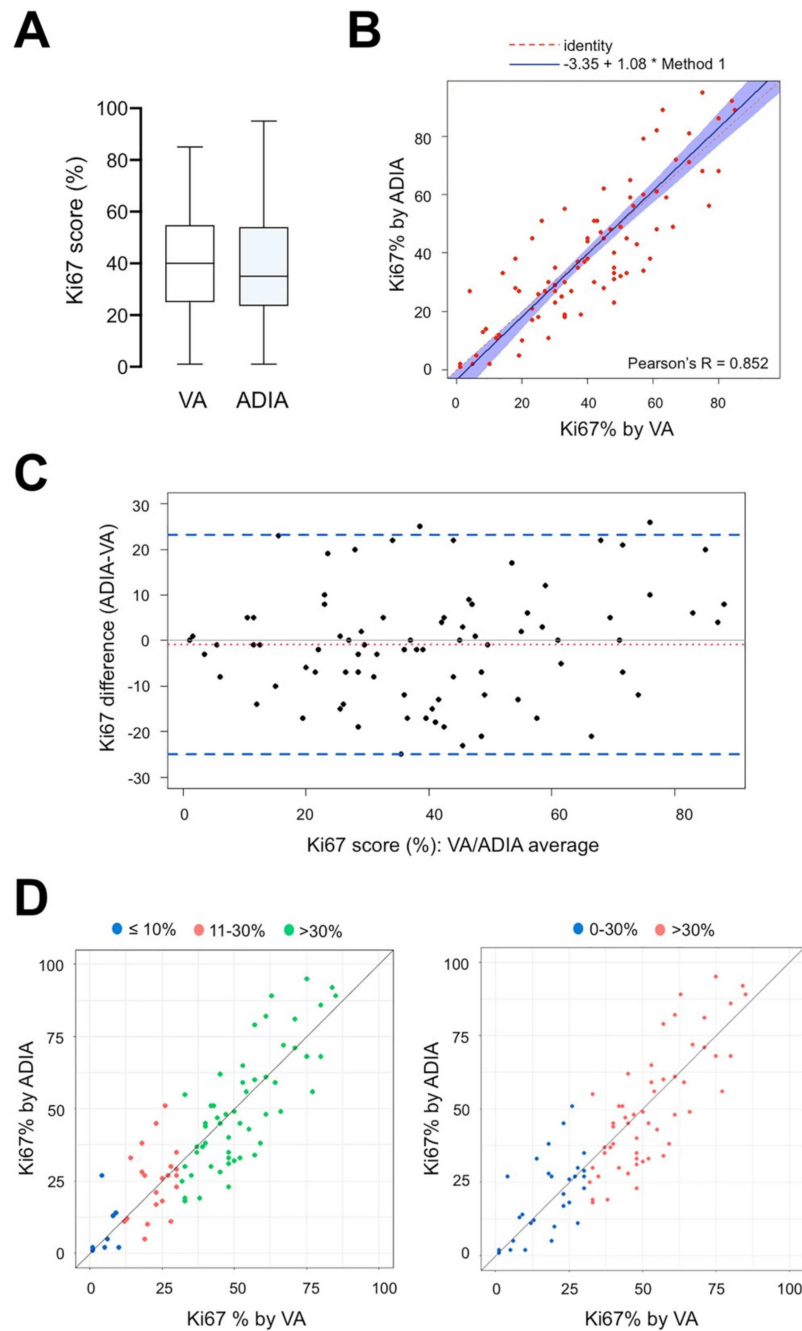 A
100
80
60
40
20
0
Ki67 score (%)
VA ADIA
B
identity
-3.35 + 1.08 * Method 1
80
60
40
20
0
Ki67% by ADIA
Pearson's R = 0.852
0 20 40 60 80
Ki67% by VA
C
30
20
10
0
-10
-20
-30
Ki67 difference (ADIA-VA)
0 20 40 60 80
Ki67 score (%): VA/ADIA average
D
≤ 10% 11-30% >30%
100
75
50
25
0
Ki67% by ADIA
0 25 50 75 100
Ki67 % by VA
0-30% >30%
100
75
50
25
0
Ki67% by ADIA
0 25 50 75 100
Ki67% by VA